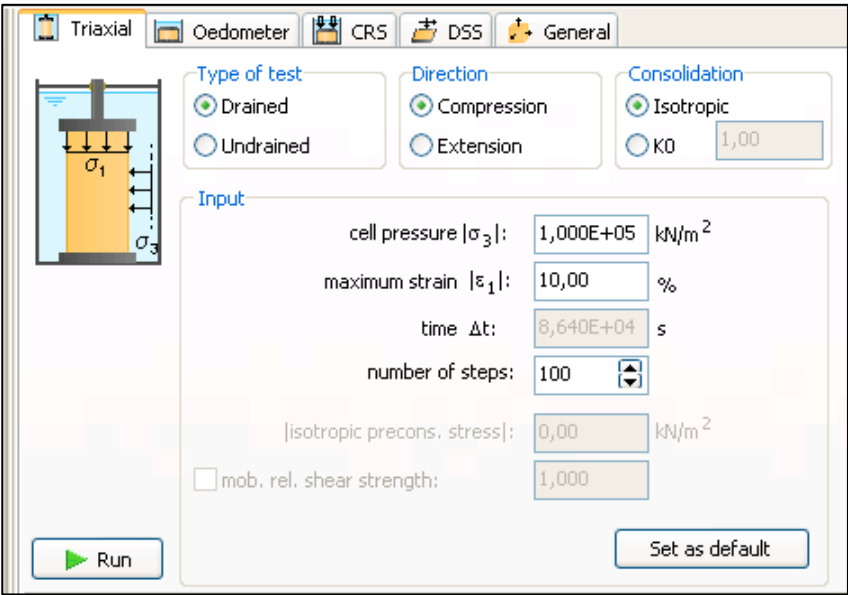 Triaxial Oedometer CRS DSS General
Type of test Direction Consolidation
Drained Compression Isotropic
Undrained Extension K0 1,00
σ1
σ3
Input
cell pressure |σ3|: 1,000E+05 kN/m²
maximum strain |ε1|: 10,00 %
time Δt: 8,640E+04 s
number of steps: 100
|isotropic precons. stress|: 0,00 kN/m²
mob. rel. shear strength: 1,000
Run Set as default